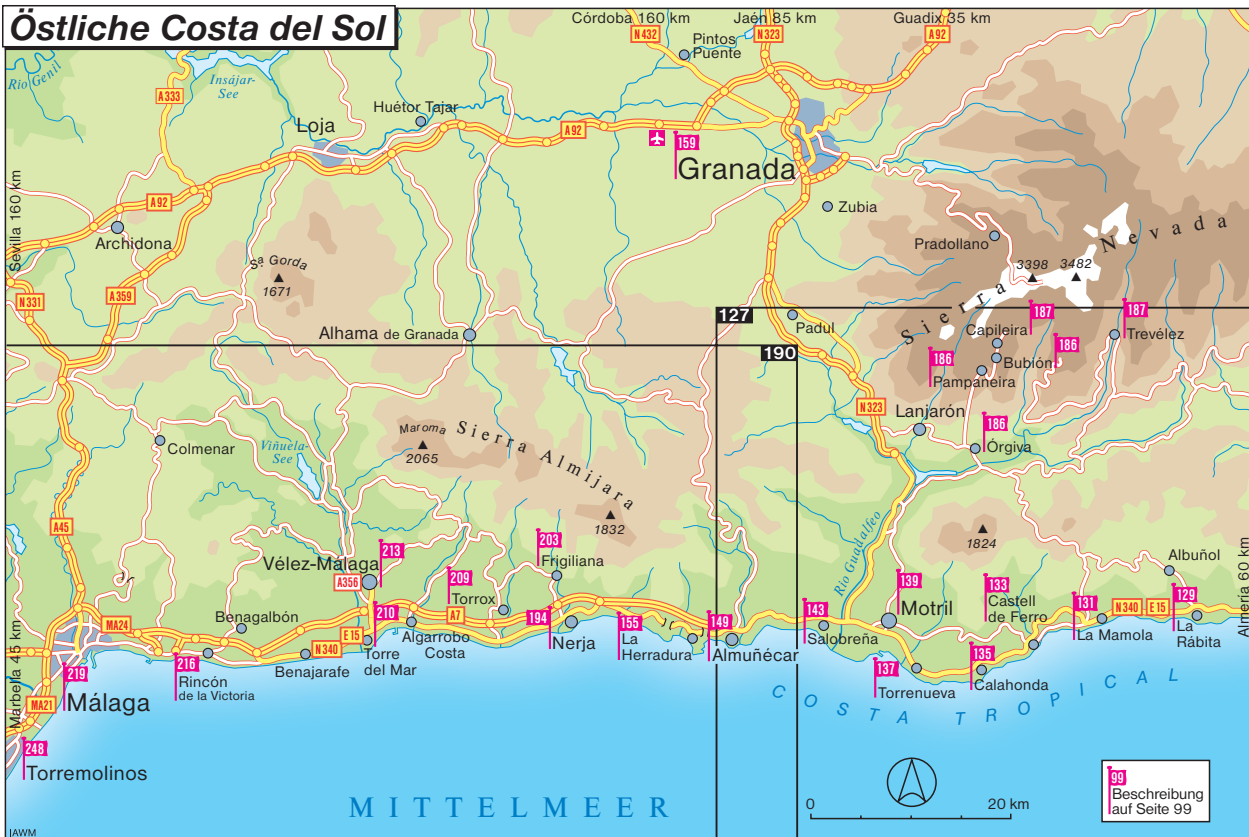 Östliche Costa del Sol
Córdoba 160 km
Jaén 85 km
Guadix 35 km
N 432
N323
A92
Pintos
Puente
Rio Genil
Insájar-
See
A333
Huétor Tajar
Loja
A92
159
Granada
Sevilla 160 km
A92
Archidona
Zubia
Pradollano
Sierra Nevada
3398
3482
Sª. Gorda
1671
N331
A359
127
Padul
187
187
Alhama de Granada
190
Capileira
Trevélez
186
186
Bubión
Pampaneira
N323
Lanjarón
186
Órgiva
Colmenar
Viñuela-
See
Maroma
2065
Sierra Almijara
1832
A45
Rio Guadalfeo
1824
Almería 60 km
Vélez-Málaga
213
A356
209
203
Frigiliana
Torrox
139
Motril
133
Castell
de Ferro
Albuñol
131
129
N340
E 15
La Mamola
La
Rábita
MA24
Benagalbón
210
A7
194
Nerja
155
La
Herradura
149
Almuñécar
143
Salobreña
E 15
N340
Algarrobo
Costa
Torre
del Mar
Benajarafe
216
Rincón
de la Victoria
137
Torrenueva
135
Calahonda
Marbella 45 km
219
Málaga
MA21
248
Torremolinos
COSTA TROPICAL
MITTELMEER
0
20 km
99
Beschreibung
auf Seite 99
IAWM